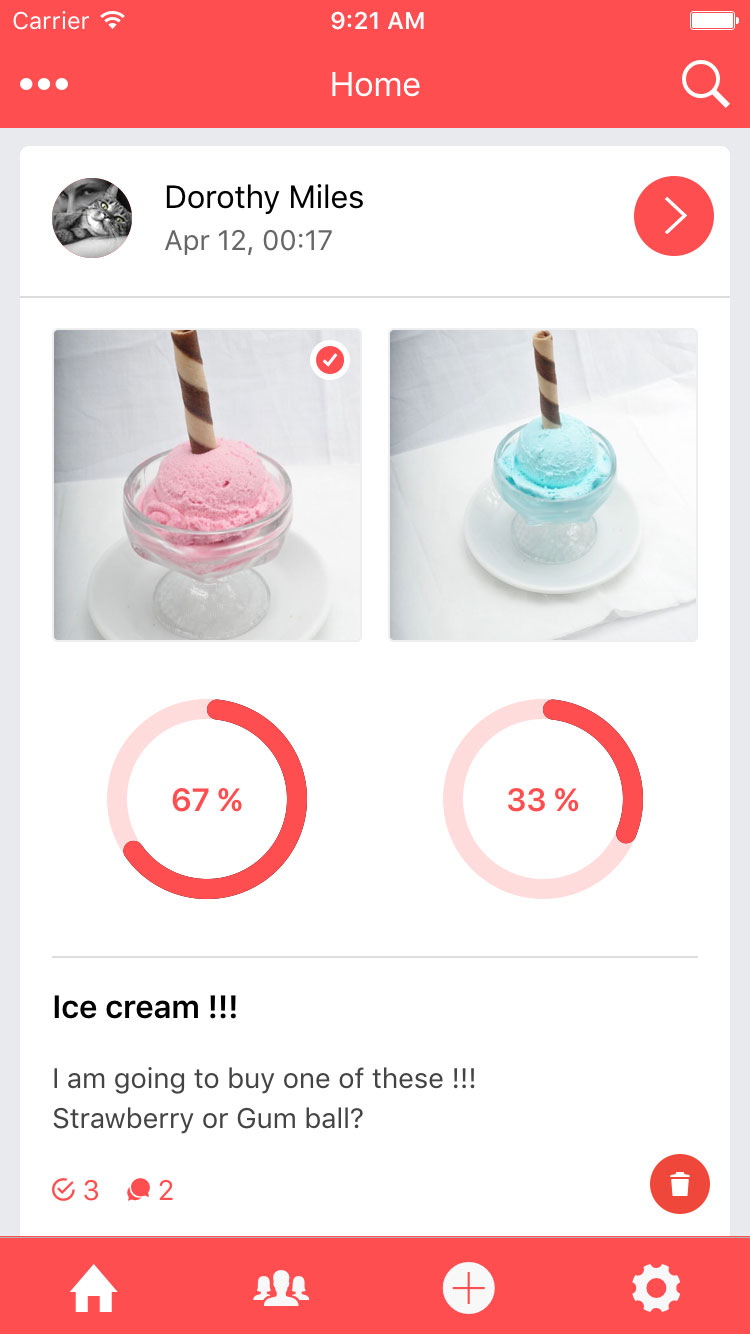 Carrier 9:21 AM
Home
Dorothy Miles
Apr 12, 00:17
67 % 33 %
Ice cream !!!
I am going to buy one of these !!!
Strawberry or Gum ball?
3 2